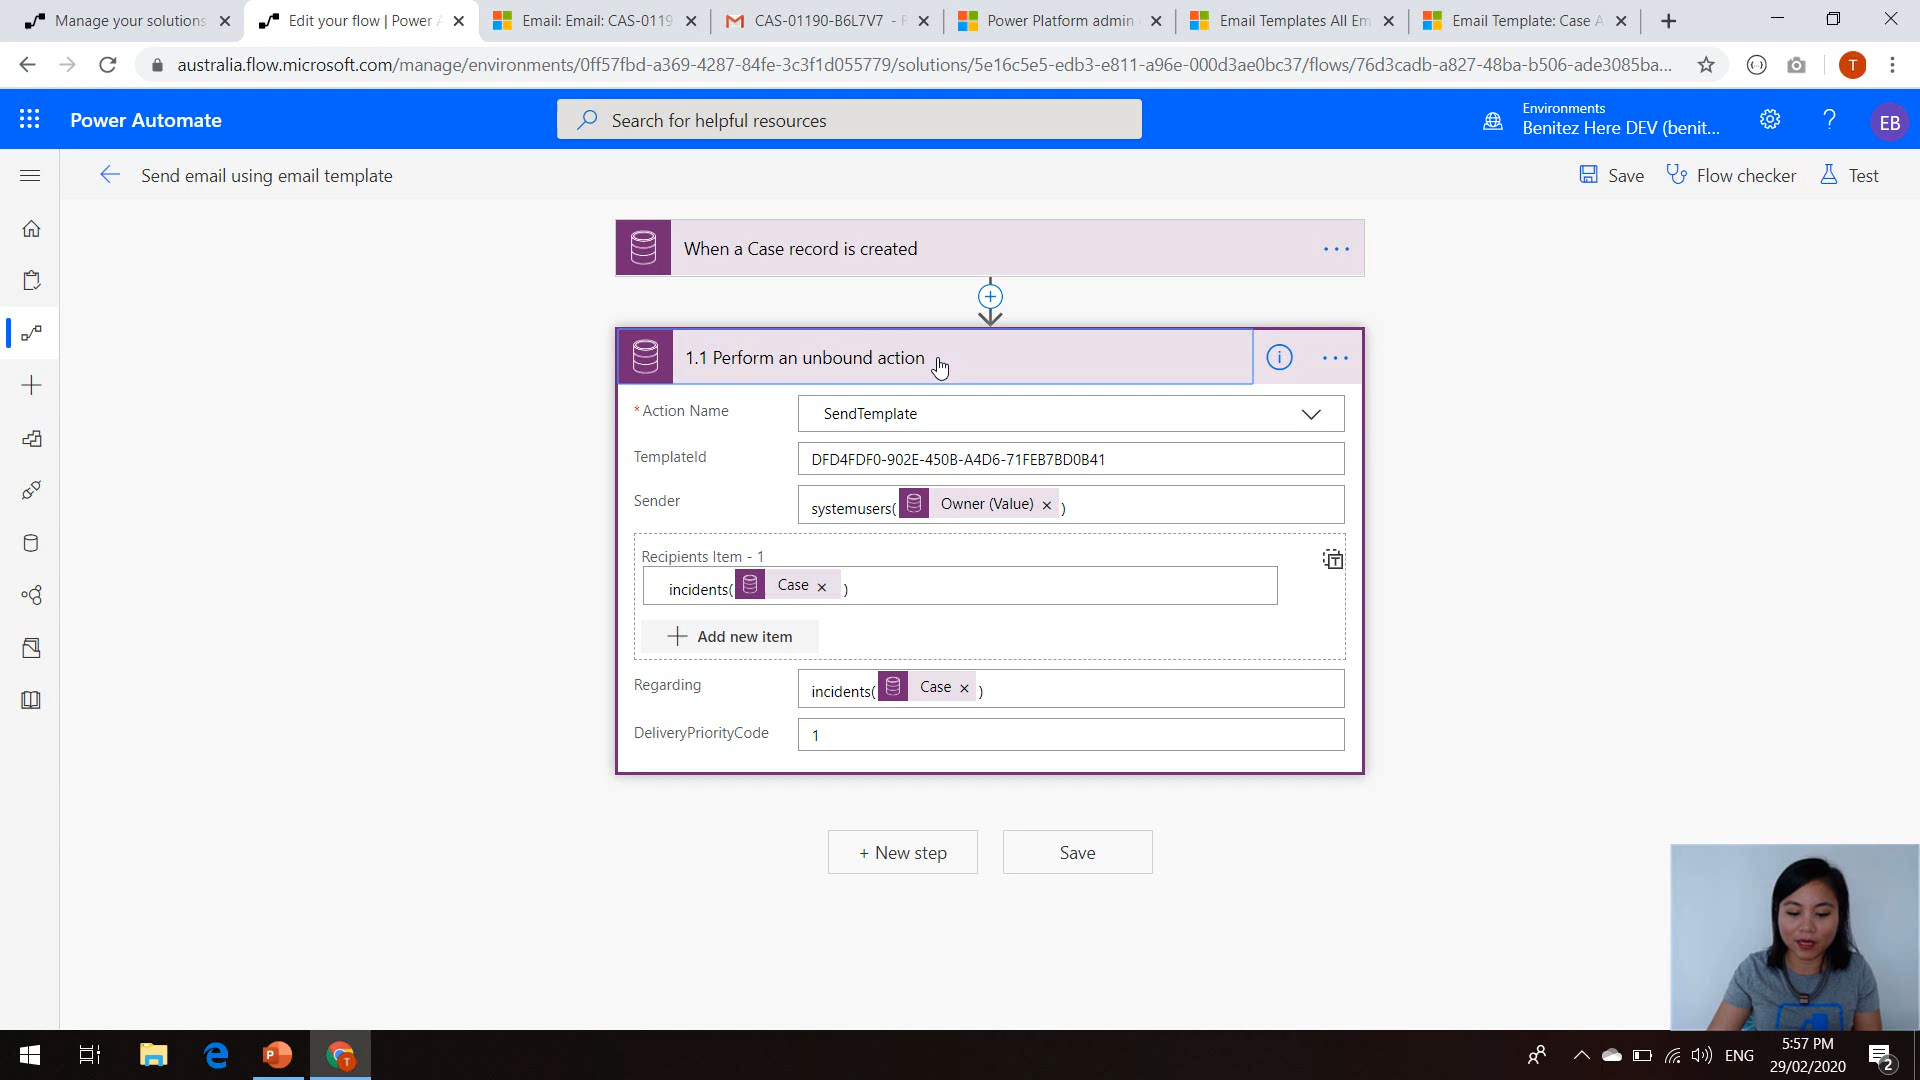 Manage your solutions
Edit your flow | Power A
Email: Email: CAS-0119
CAS-01190-B6L7V7 -
Power Platform admin
Email Templates All Em
Email Template: Case A
australia.flow.microsoft.com/manage/environments/0ff57fbd-a369-4287-84fe-3c3f1d055779/solutions/5e16c5e5-edb3-e811-a96e-000d3ae0bc37/flows/76d3cadb-a827-48ba-b506-ade3085ba...
T
Power Automate
Search for helpful resources
Environments
Benitez Here DEV (benit...
EB
Send email using email template
Save
Flow checker
Test
When a Case record is created
1.1 Perform an unbound action
* Action Name
SendTemplate
TemplateId
DFD4FDF0-902E-450B-A4D6-71FEB7BD0B41
Sender
systemusers( Owner (Value) × )
Recipients Item - 1
incidents( Case × )
Add new item
Regarding
incidents( Case × )
DeliveryPriorityCode
1
+ New step
Save
ENG
5:57 PM
29/02/2020
2